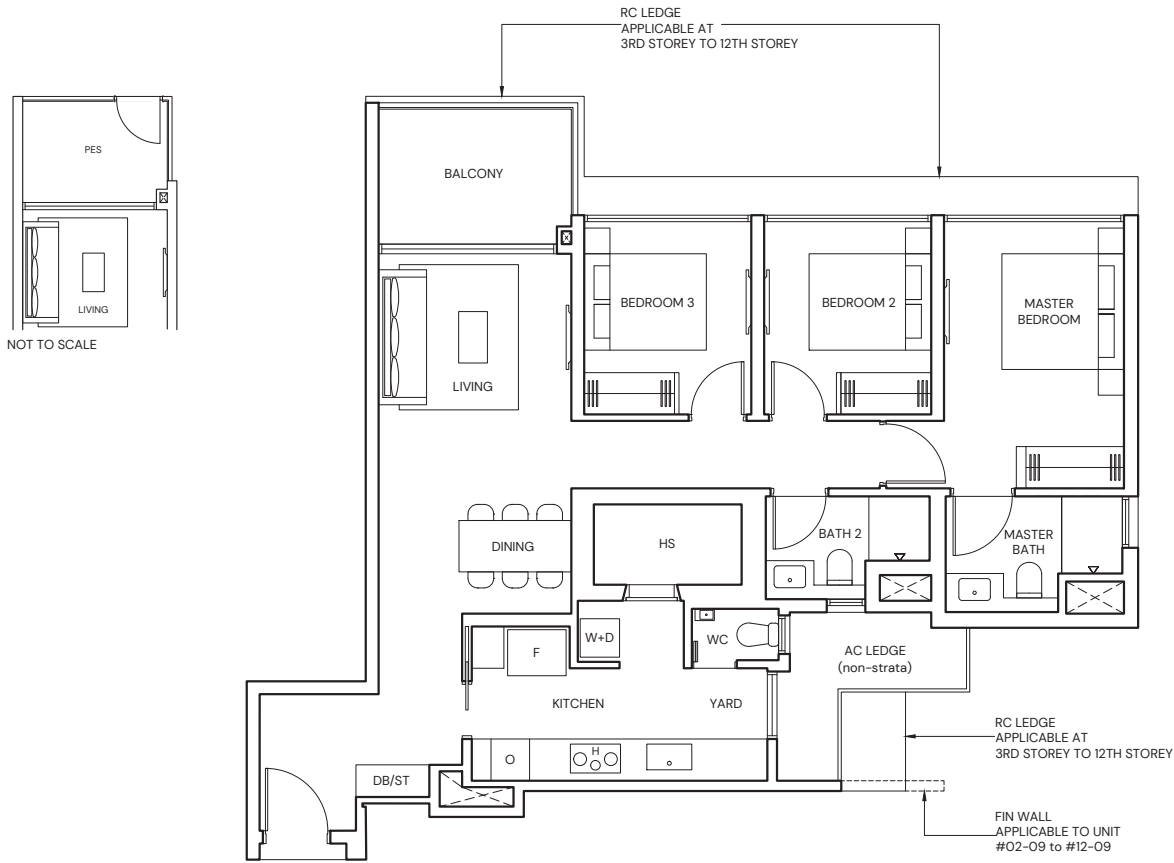 RC LEDGE
APPLICABLE AT
3RD STOREY TO 12TH STOREY
PES
LIVING
NOT TO SCALE
BALCONY
BEDROOM 3
BEDROOM 2
MASTER
BEDROOM
LIVING
DINING
HS
BATH 2
MASTER
BATH
W+D
WC
F
AC LEDGE
(non-strata)
KITCHEN
YARD
RC LEDGE
APPLICABLE AT
3RD STOREY TO 12TH STOREY
O
H
DB/ST
FIN WALL
APPLICABLE TO UNIT
#02-09 to #12-09